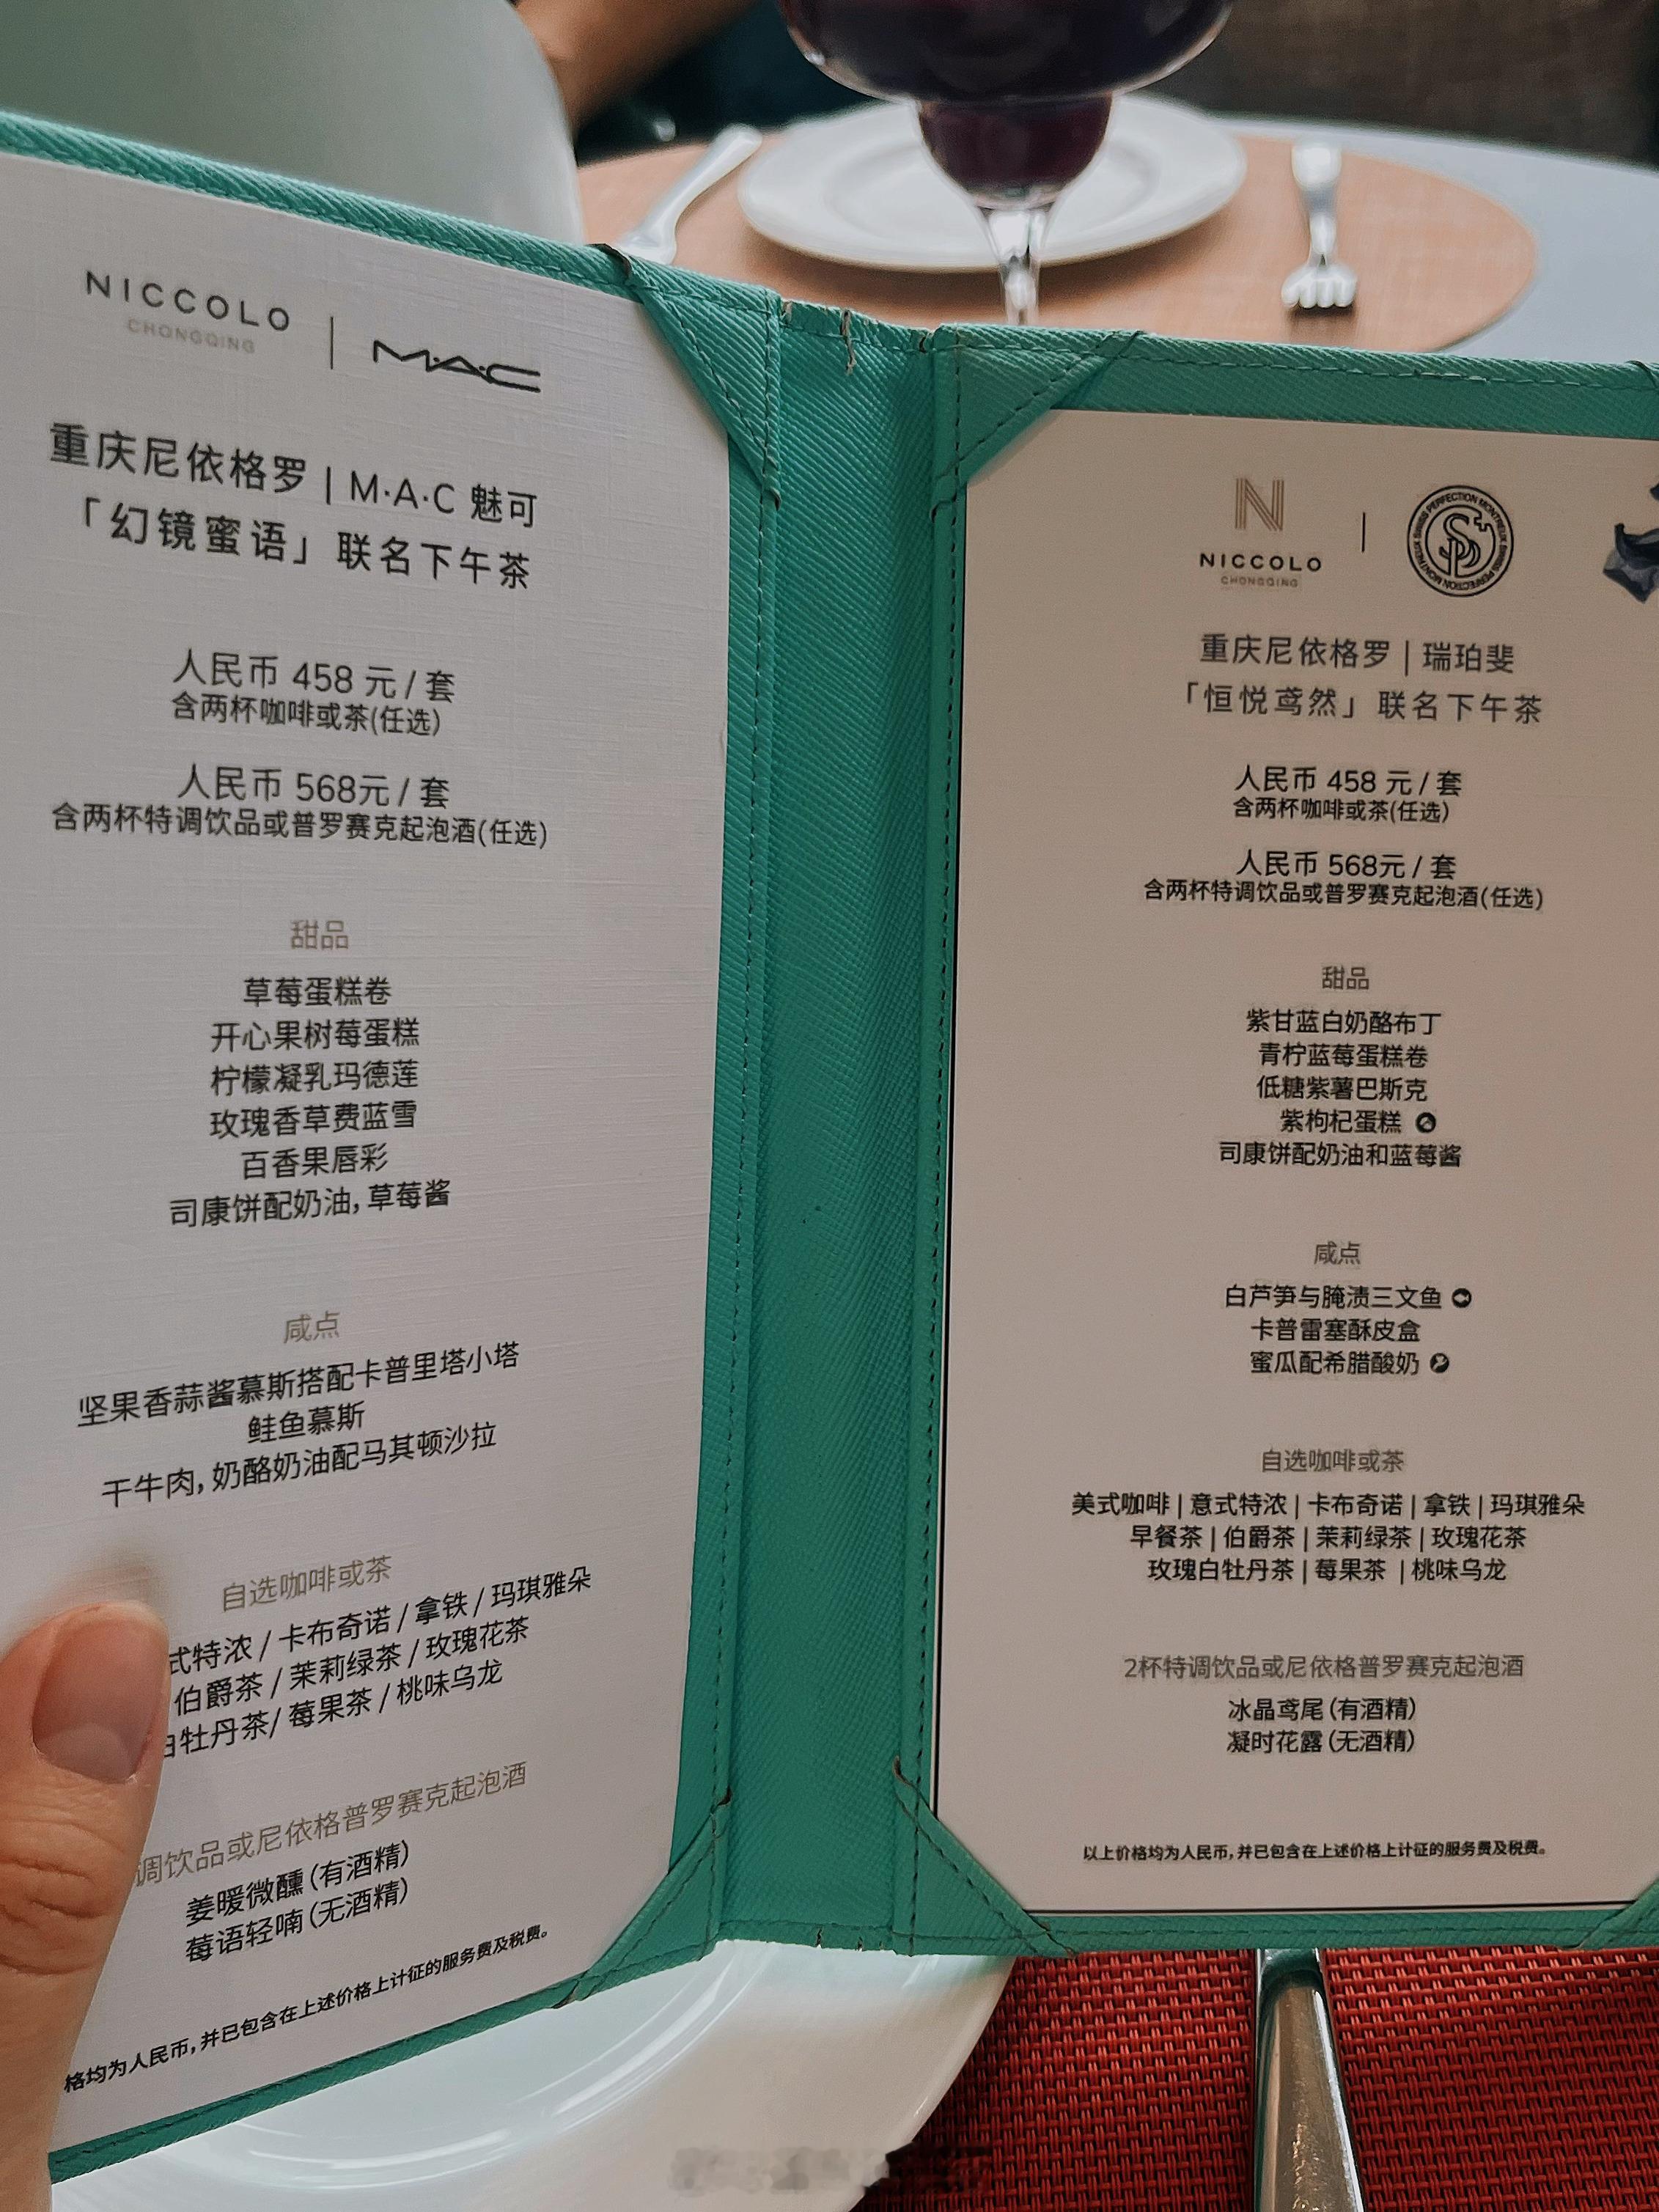 NICCOLO
CHONGQING
M·A·C
重庆尼依格罗 | M·A·C 魅可
「幻镜蜜语」联名下午茶
人民币 458 元 / 套
含两杯咖啡或茶(任选)
人民币 568元 / 套
含两杯特调饮品或普罗赛克起泡酒(任选)
甜品
草莓蛋糕卷
开心果树莓蛋糕
柠檬凝乳玛德莲
玫瑰香草费蓝雪
百香果唇彩
司康饼配奶油, 草莓酱
咸点
坚果香蒜酱慕斯搭配卡普里塔小塔
鲑鱼慕斯
干牛肉, 奶酪奶油配马其顿沙拉
自选咖啡或茶
式特浓 / 卡布奇诺 / 拿铁 / 玛琪雅朵
伯爵茶 / 茉莉绿茶 / 玫瑰花茶
白牡丹茶/ 莓果茶 / 桃味乌龙
调饮品或尼依格普罗赛克起泡酒
姜暖微醺 (有酒精)
莓语轻喃 (无酒精)
格均为人民币, 并已包含在上述价格上计征的服务费及税费。
N
NICCOLO
CHONGQING
SWISS PERFECTION MONTREUX SWISS PERFECTION MONTREUX
重庆尼依格罗 | 瑞珀斐
「恒悦鸢然」联名下午茶
人民币 458 元 / 套
含两杯咖啡或茶(任选)
人民币 568元 / 套
含两杯特调饮品或普罗赛克起泡酒(任选)
甜品
紫甘蓝白奶酪布丁
青柠蓝莓蛋糕卷
低糖紫薯巴斯克
紫枸杞蛋糕
司康饼配奶油和蓝莓酱
咸点
白芦笋与腌渍三文鱼
卡普雷塞酥皮盒
蜜瓜配希腊酸奶
自选咖啡或茶
美式咖啡 | 意式特浓 | 卡布奇诺 | 拿铁 | 玛琪雅朵
早餐茶 | 伯爵茶 | 茉莉绿茶 | 玫瑰花茶
玫瑰白牡丹茶 | 莓果茶 | 桃味乌龙
2杯特调饮品或尼依格普罗赛克起泡酒
冰晶鸢尾 (有酒精)
凝时花露 (无酒精)
以上价格均为人民币, 并已包含在上述价格上计征的服务费及税费。